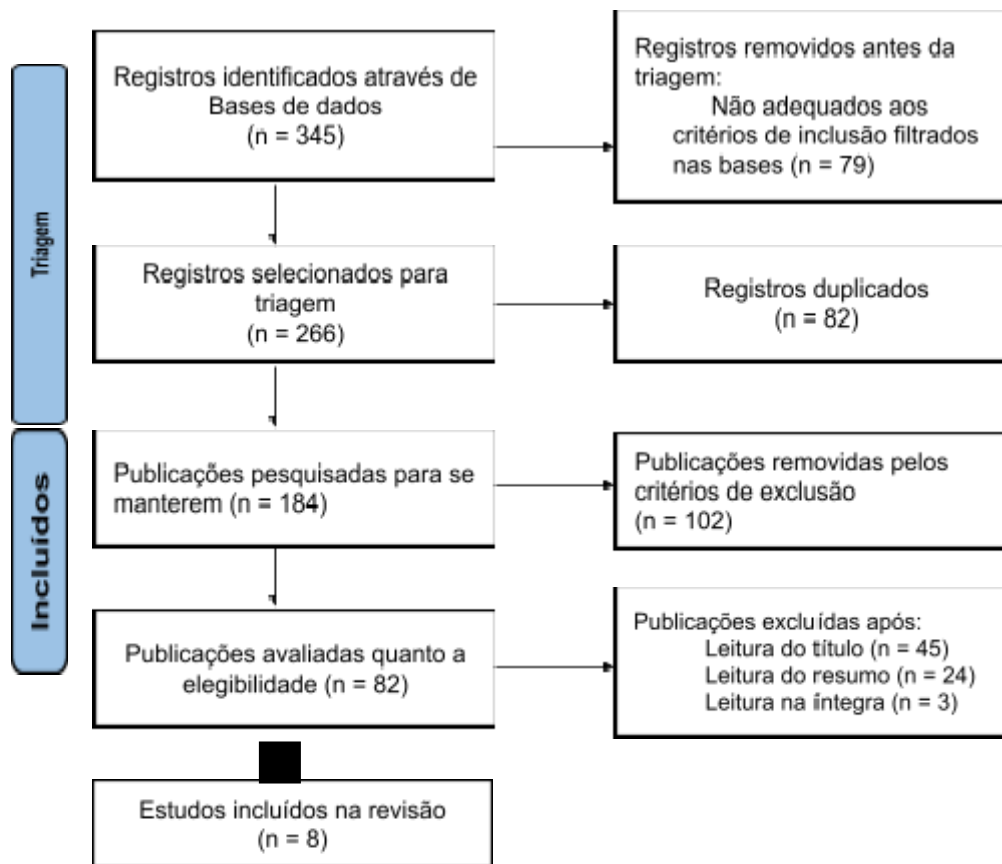 Registros identificados através de
Bases de dados
(n = 345)
Registros removidos antes da
triagem:
Não adequados aos
critérios de inclusão filtrados
nas bases (n = 79)
Triagem
Registros selecionados para
triagem
(n = 266)
Registros duplicados
(n = 82)
Incluídos
Publicações pesquisadas para se
manterem (n = 184)
Publicações removidas pelos
critérios de exclusão
(n = 102)
Publicações avaliadas quanto a
elegibilidade (n = 82)
Publicações excluídas após:
Leitura do título (n = 45)
Leitura do resumo (n = 24)
Leitura na íntegra (n = 3)
Estudos incluídos na revisão
(n = 8)